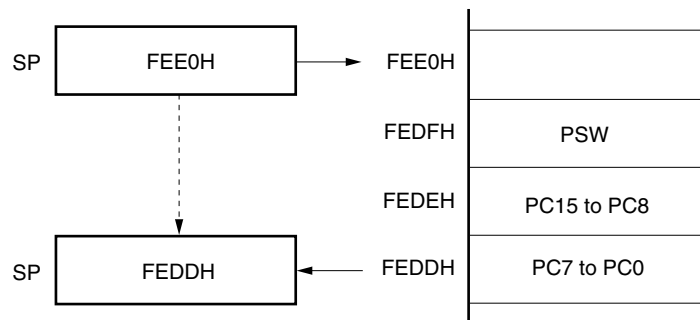 SP FEE0H FEE0H
FEDFH PSW
FEDEH PC15 to PC8
SP FEDDH FEDDH PC7 to PC0